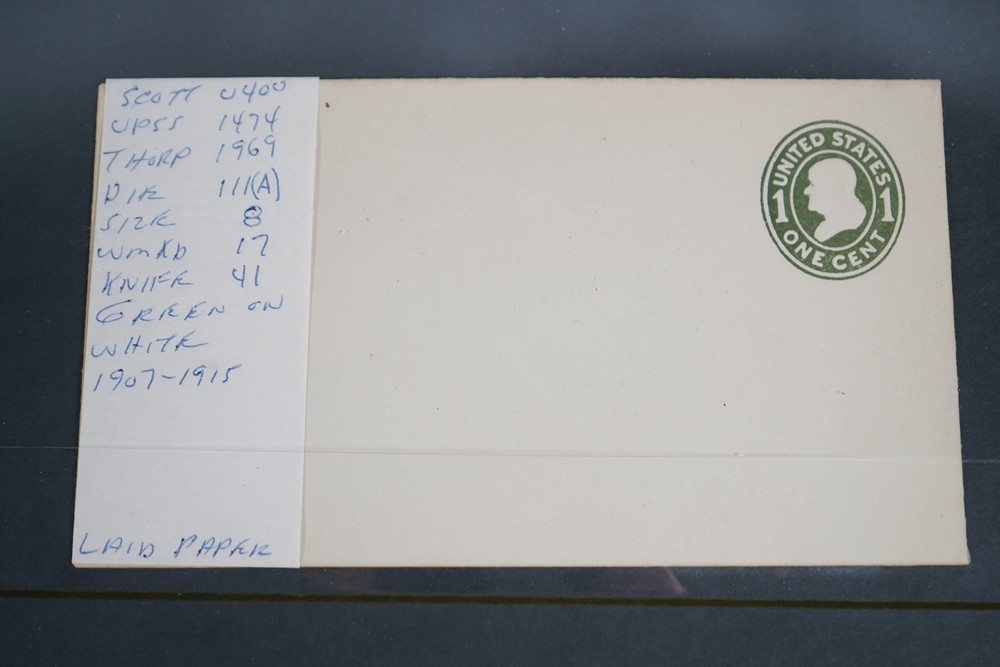 SCOTT U400
UPSS 1474
THORP 1969
DIE 111(A)
SIZE 8
WMKD 17
KNIFE 41
GREEN ON
WHITE
1907-1915
LAID PAPER
UNITED STATES
1 1
ONE CENT